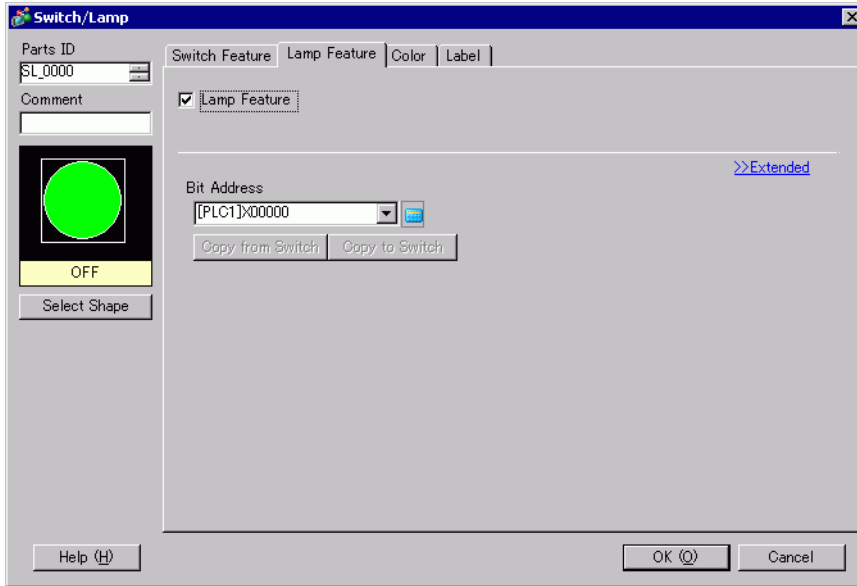 Switch/Lamp
Parts ID
SL_0000
Comment
OFF
Select Shape
Switch Feature Lamp Feature Color Label
Lamp Feature
>>Extended
Bit Address
[PLC1]X00000
Copy from Switch Copy to Switch
Help (H) OK (O) Cancel